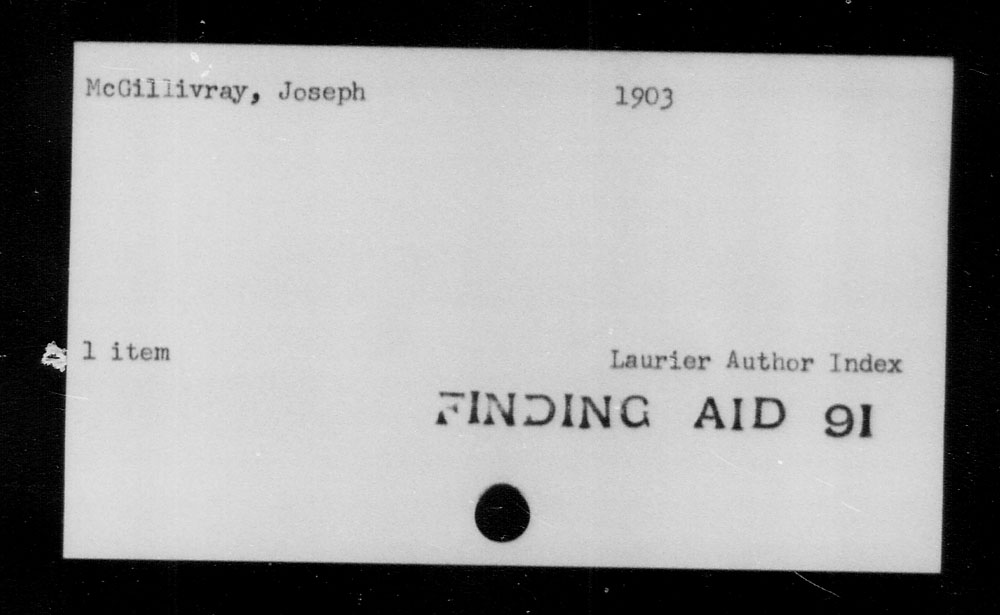 McGillivray, Joseph 1903
1 item
Laurier Author Index
FINDING AID 91